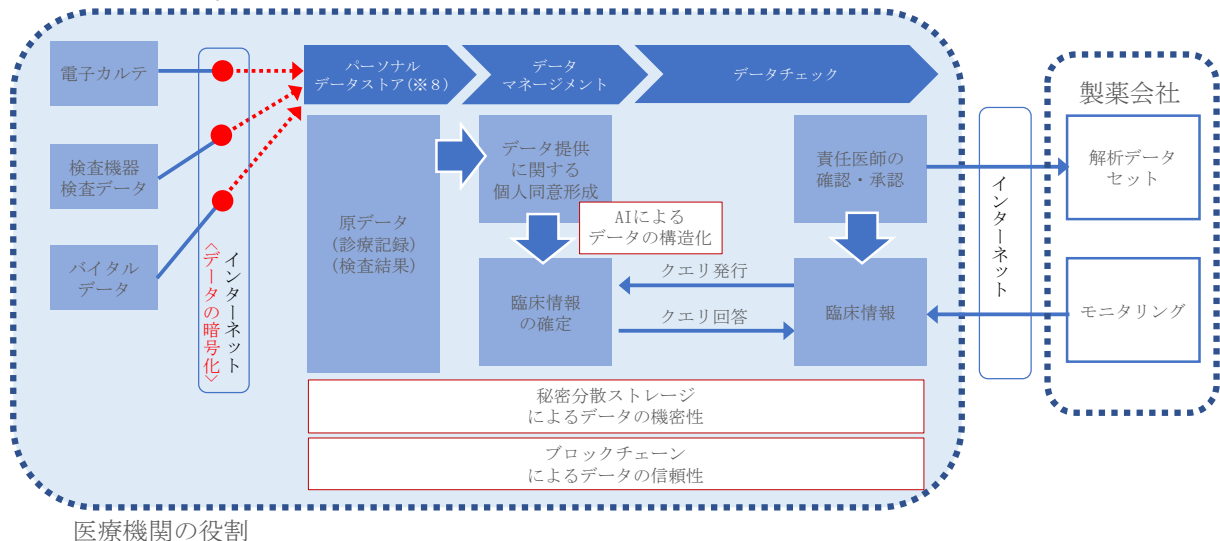 電子カルテ
検査機器
検査データ
バイタル
データ
インターネット
〈データの暗号化〉
パーソナル
データストア(※8)
データ
マネージメント
データチェック
原データ
(診療記録)
(検査結果)
データ提供
に関する
個人同意形成
AIによる
データの構造化
臨床情報
の確定
クエリ発行
クエリ回答
責任医師の
確認・承認
臨床情報
秘密分散ストレージ
によるデータの機密性
ブロックチェーン
によるデータの信頼性
医療機関の役割
インターネット
製薬会社
解析データ
セット
モニタリング